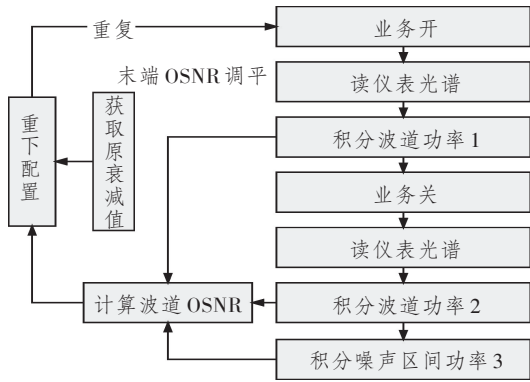 重复
业务开
末端 OSNR 调平
读仪表光谱
重下配置
获取原衰减值
积分波道功率 1
业务关
读仪表光谱
计算波道 OSNR
积分波道功率 2
积分噪声区间功率 3